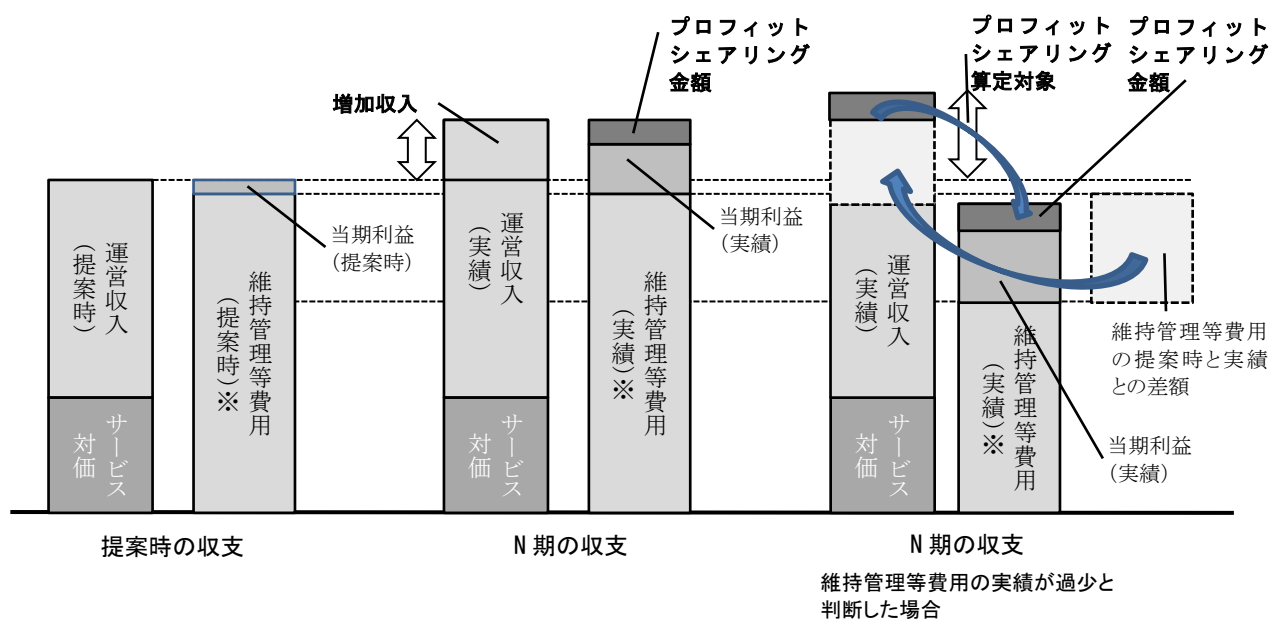 プロフィット
シェアリング
金額
プロフィット
シェアリング
算定対象
プロフィット
シェアリング
金額
増加収入
運営収入
（提案時）
サービス
対価
維持管理等費用
（提案時）※
当期利益
（提案時）
運営収入
（実績）
サービス
対価
維持管理等費用
（実績）※
当期利益
（実績）
運営収入
（実績）
サービス
対価
維持管理等費用
（実績）※
維持管理等費用
の提案時と実績
との差額
当期利益
（実績）
提案時の収支
N 期の収支
N 期の収支
維持管理等費用の実績が過少と
判断した場合